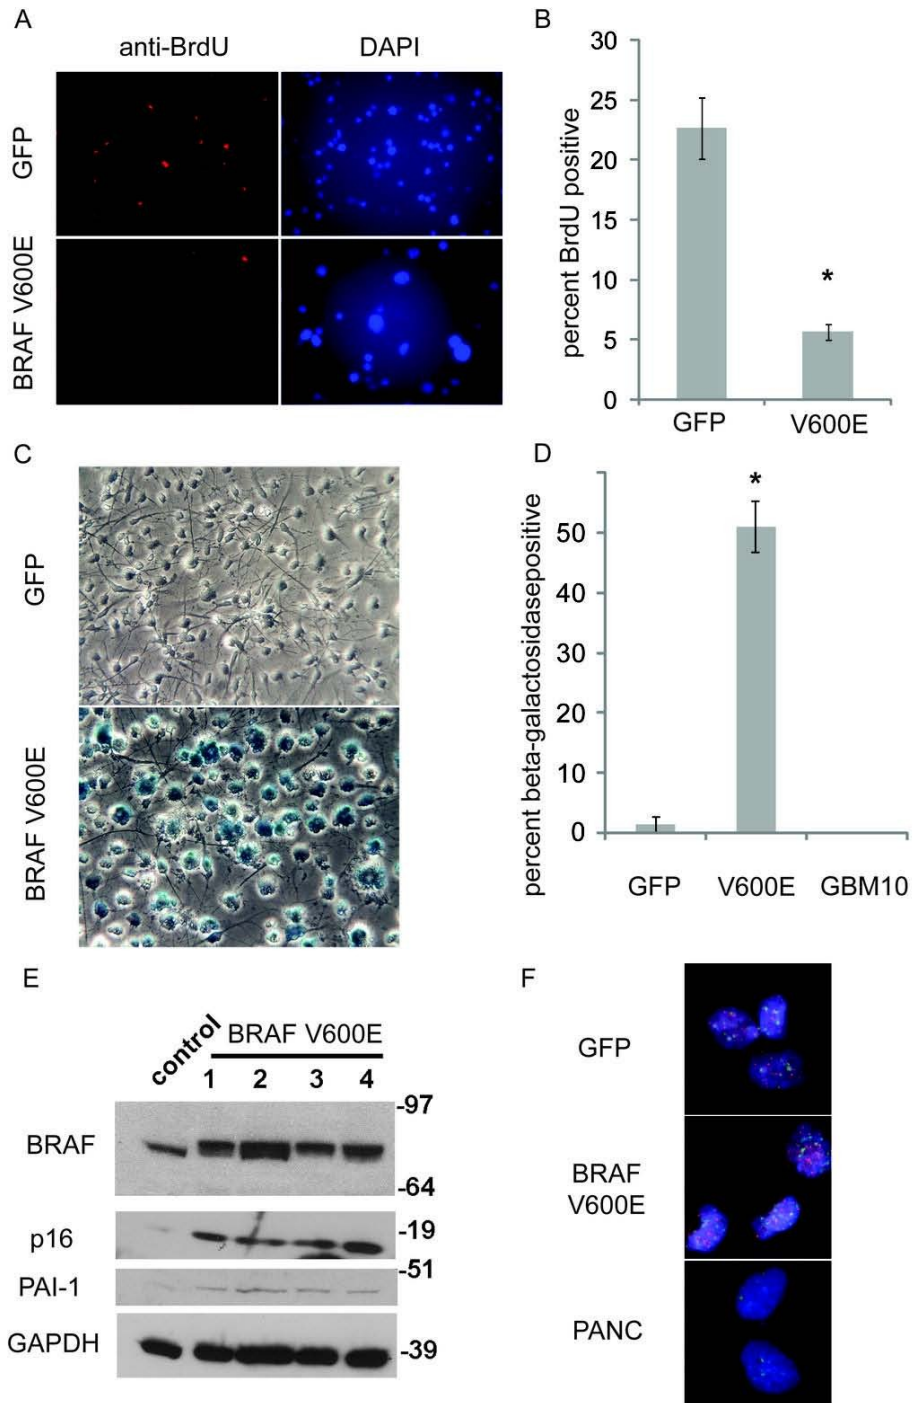 A
anti-BrdU
DAPI
GFP
BRAF V600E
B
percent BrdU positive
30
25
20
15
10
5
0
*
GFP
V600E
C
GFP
BRAF V600E
D
percent beta-galactosidasepositive
50
40
30
20
10
0
*
GFP
V600E
GBM10
E
control
BRAF V600E
1 2 3 4
BRAF
p16
PAI-1
GAPDH
-97
-64
-19
-51
-39
F
GFP
BRAF
V600E
PANC